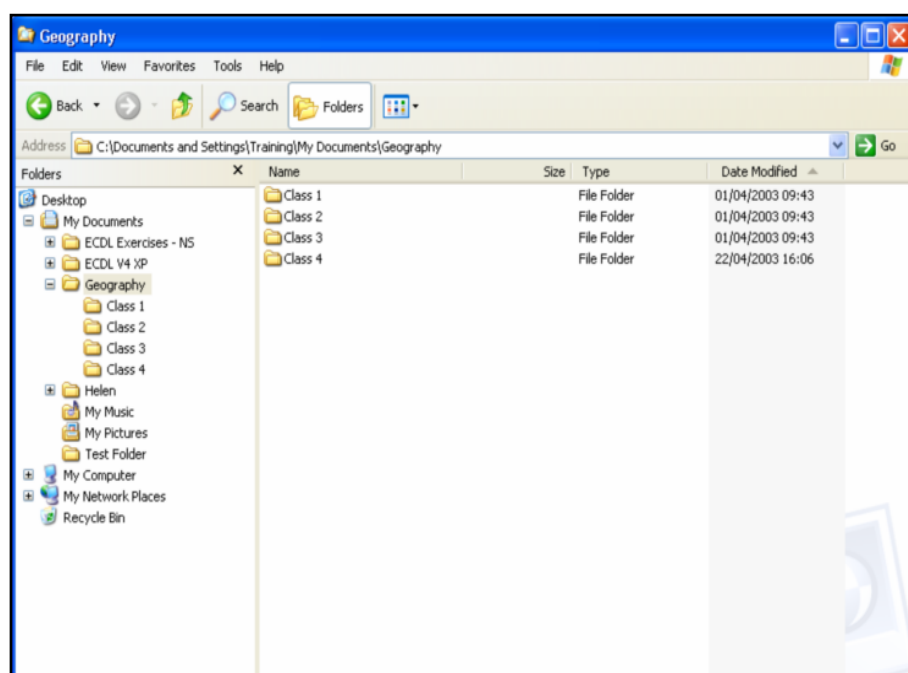 Geography
File Edit View Favorites Tools Help
Back Search Folders
Address C:\Documents and Settings\Training\My Documents\Geography Go
Folders X Name Size Type Date Modified
Desktop
My Documents
ECDL Exercises - NS
ECDL V4 XP
Geography
Class 1
Class 2
Class 3
Class 4
Helen
My Music
My Pictures
Test Folder
My Computer
My Network Places
Recycle Bin
Class 1 File Folder 01/04/2003 09:43
Class 2 File Folder 01/04/2003 09:43
Class 3 File Folder 01/04/2003 09:43
Class 4 File Folder 22/04/2003 16:06